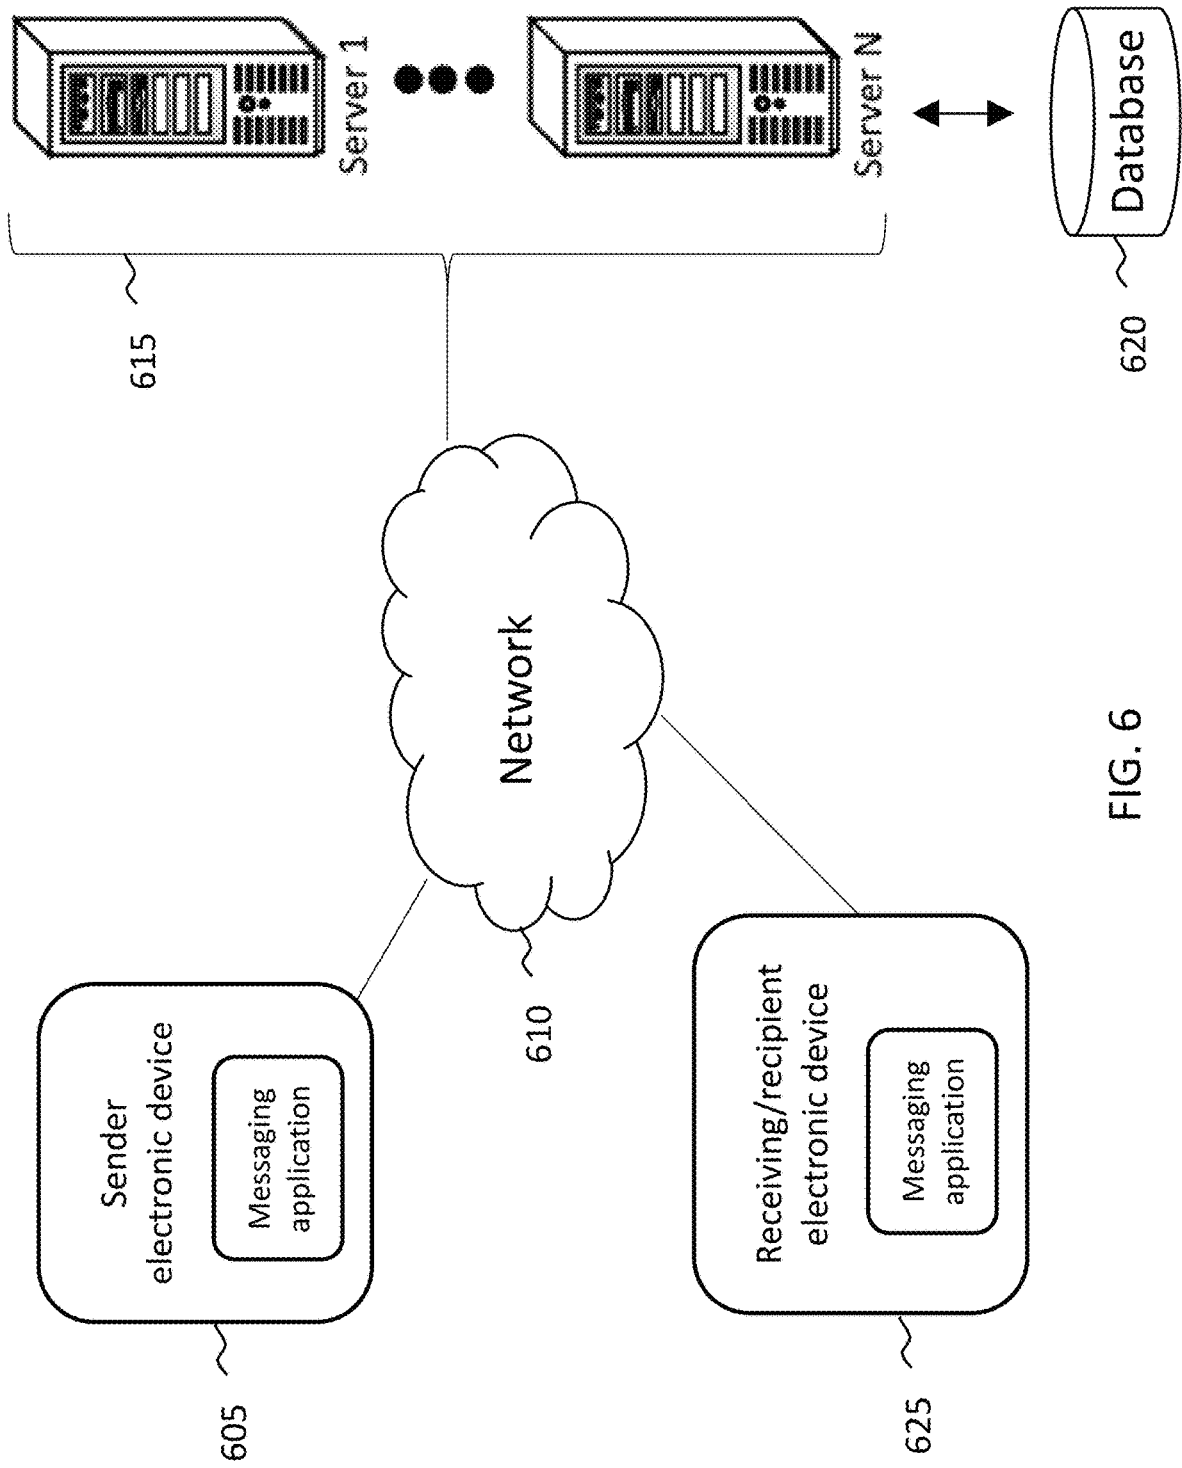 605
Sender
electronic device
Messaging
application
610
Network
615
Server 1
Server N
620
Database
625
Receiving/recipient
electronic device
Messaging
application
FIG. 6